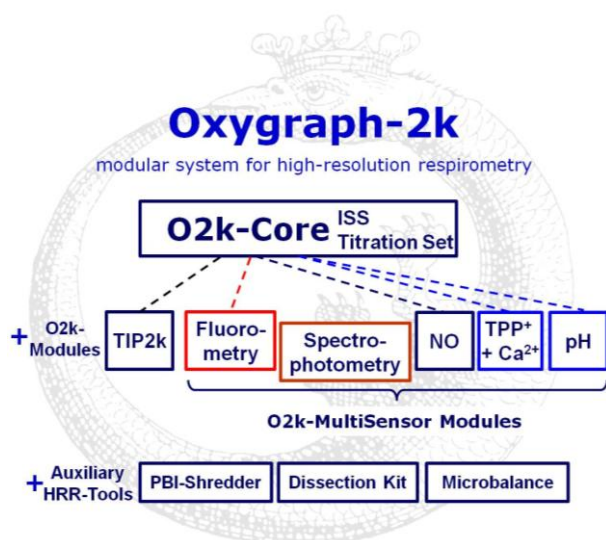 Oxygraph-2k
modular system for high-resolution respirometry
O2k-Core ISS
Titration Set
+ O2k-
Modules
TIP2k
Fluoro-
metry
Spectro-
photometry
NO
TPP⁺
+ Ca²⁺
pH
O2k-MultiSensor Modules
+ Auxiliary
HRR-Tools
PBI-Shredder
Dissection Kit
Microbalance